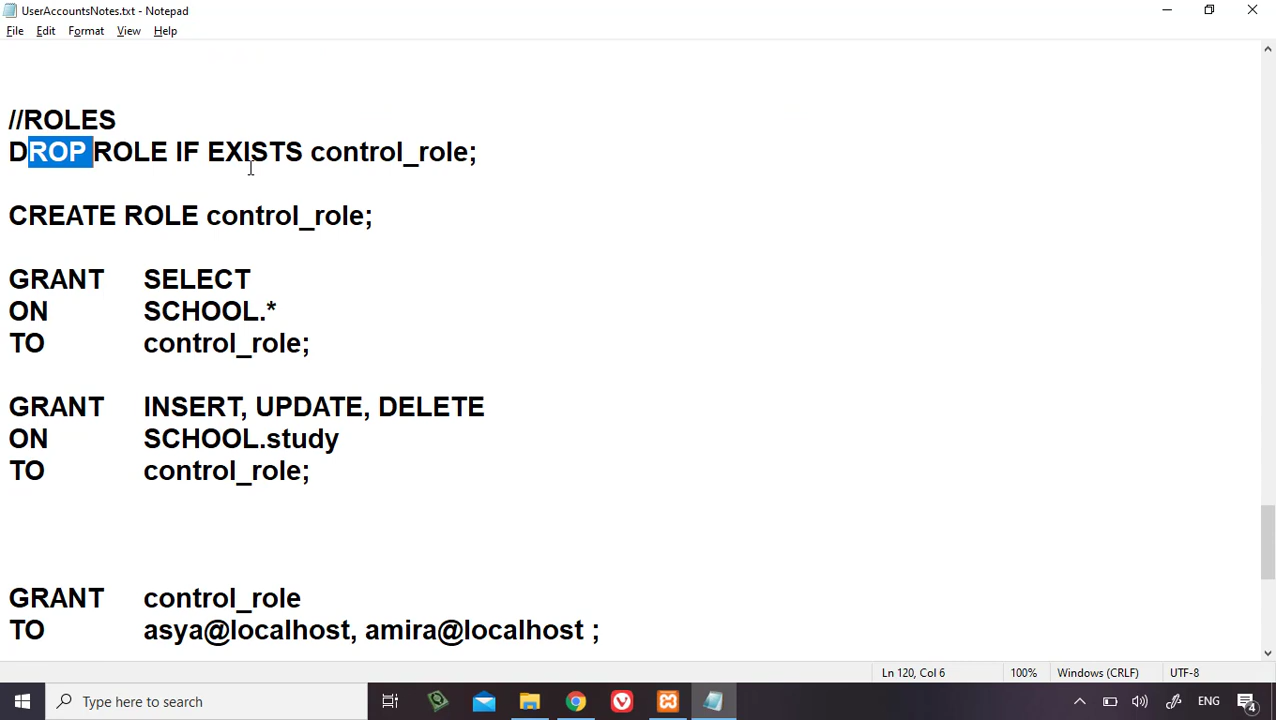 UserAccountsNotes.txt - Notepad
File Edit Format View Help
//ROLES
DROP ROLE IF EXISTS control_role;
CREATE ROLE control_role;
GRANT SELECT
ON SCHOOL.*
TO control_role;
GRANT INSERT, UPDATE, DELETE
ON SCHOOL.study
TO control_role;
GRANT control_role
TO asya@localhost, amira@localhost ;
Ln 120, Col 6 100% Windows (CRLF) UTF-8
Type here to search ENG 4